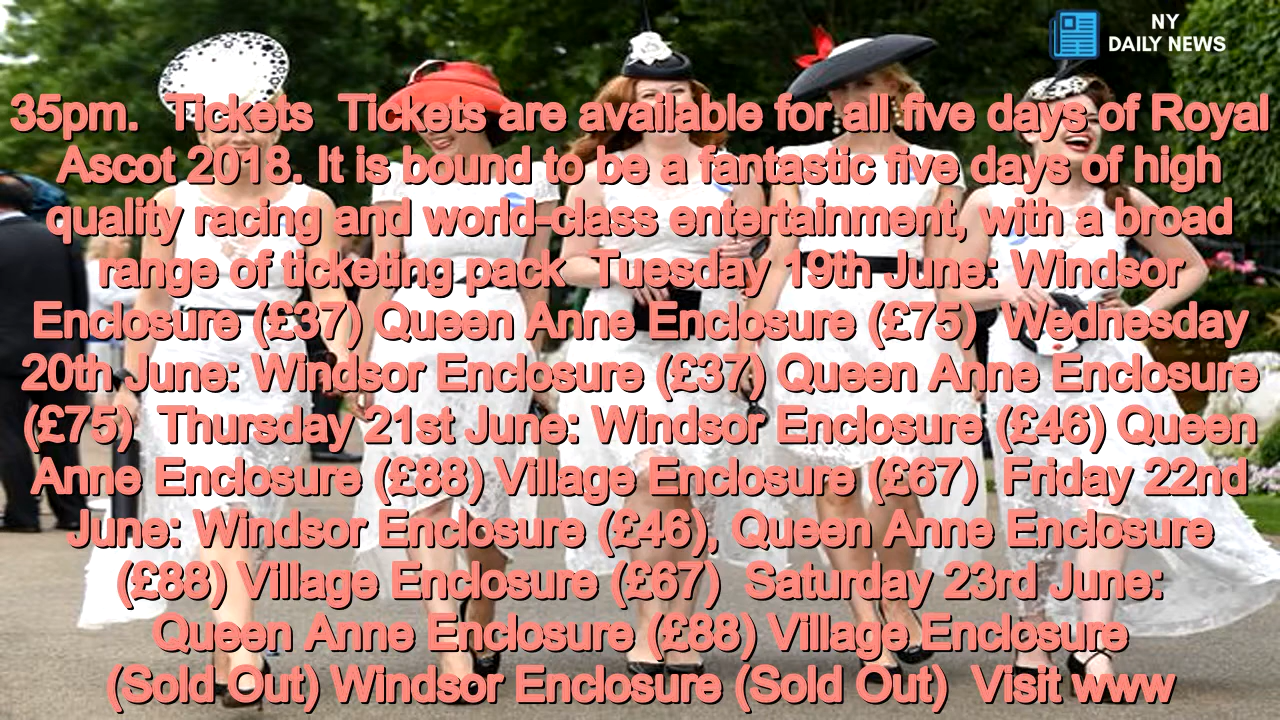 NY
DAILY NEWS
35pm. Tickets Tickets are available for all five days of Royal
Ascot 2018. It is bound to be a fantastic five days of high
quality racing and world-class entertainment, with a broad
range of ticketing pack Tuesday 19th June: Windsor
Enclosure (£37) Queen Anne Enclosure (£75) Wednesday
20th June: Windsor Enclosure (£37) Queen Anne Enclosure
(£75) Thursday 21st June: Windsor Enclosure (£46) Queen
Anne Enclosure (£88) Village Enclosure (£67) Friday 22nd
June: Windsor Enclosure (£46), Queen Anne Enclosure
(£88) Village Enclosure (£67) Saturday 23rd June:
Queen Anne Enclosure (£88) Village Enclosure
(Sold Out) Windsor Enclosure (Sold Out) Visit www